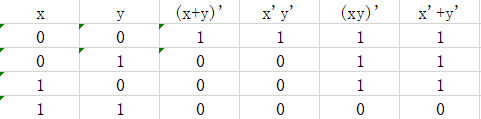 x y (x+y)' x'y' (xy)' x'+y'
0 0 1 1 1 1
0 1 0 0 1 1
1 0 0 0 1 1
1 1 0 0 0 0